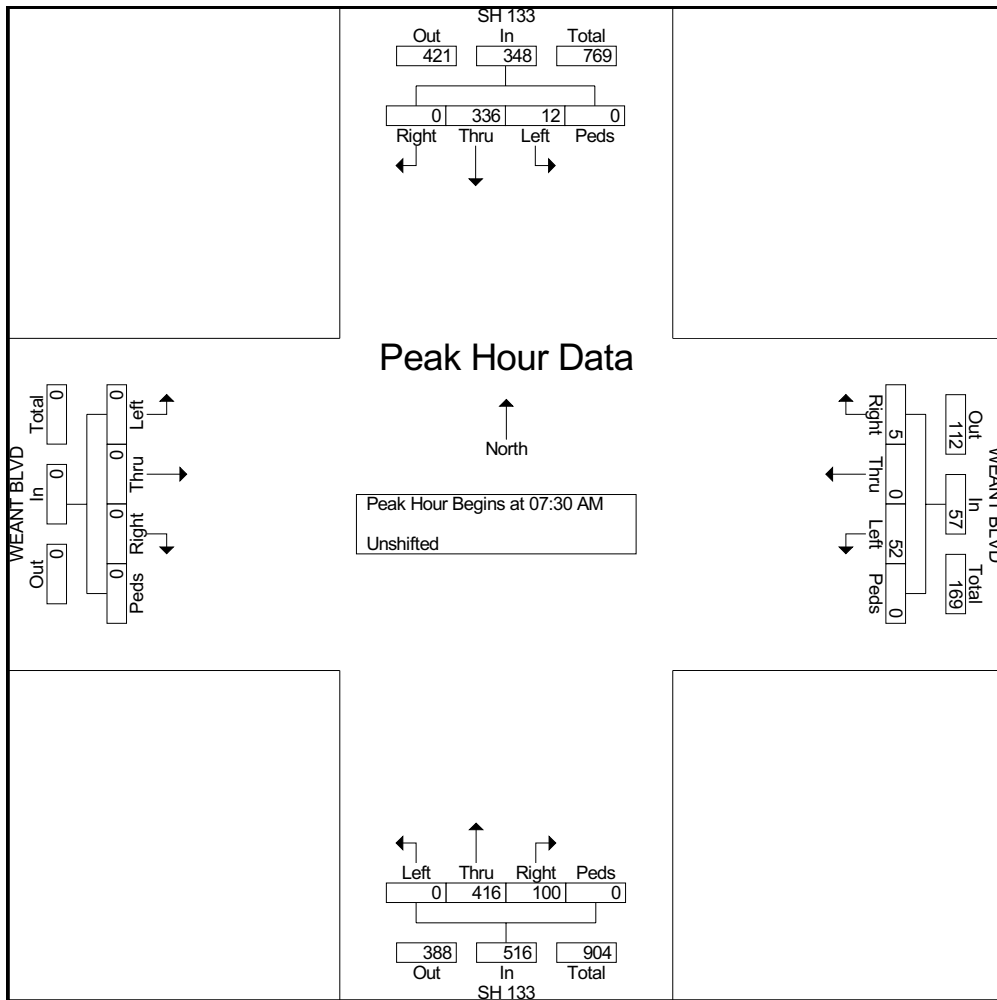 SH 133
Out In Total
421 348 769
0 336 12 0
Right Thru Left Peds
Peak Hour Data
North
Peak Hour Begins at 07:30 AM
Unshifted
WEANT BLVD
Out In Total
0 0 0
Left Thru Right Peds
0 0 0 0
WEANT BLVD
Out In Total
112 57 169
Right Thru Left Peds
5 0 52 0
Left Thru Right Peds
0 416 100 0
388 516 904
Out In Total
SH 133